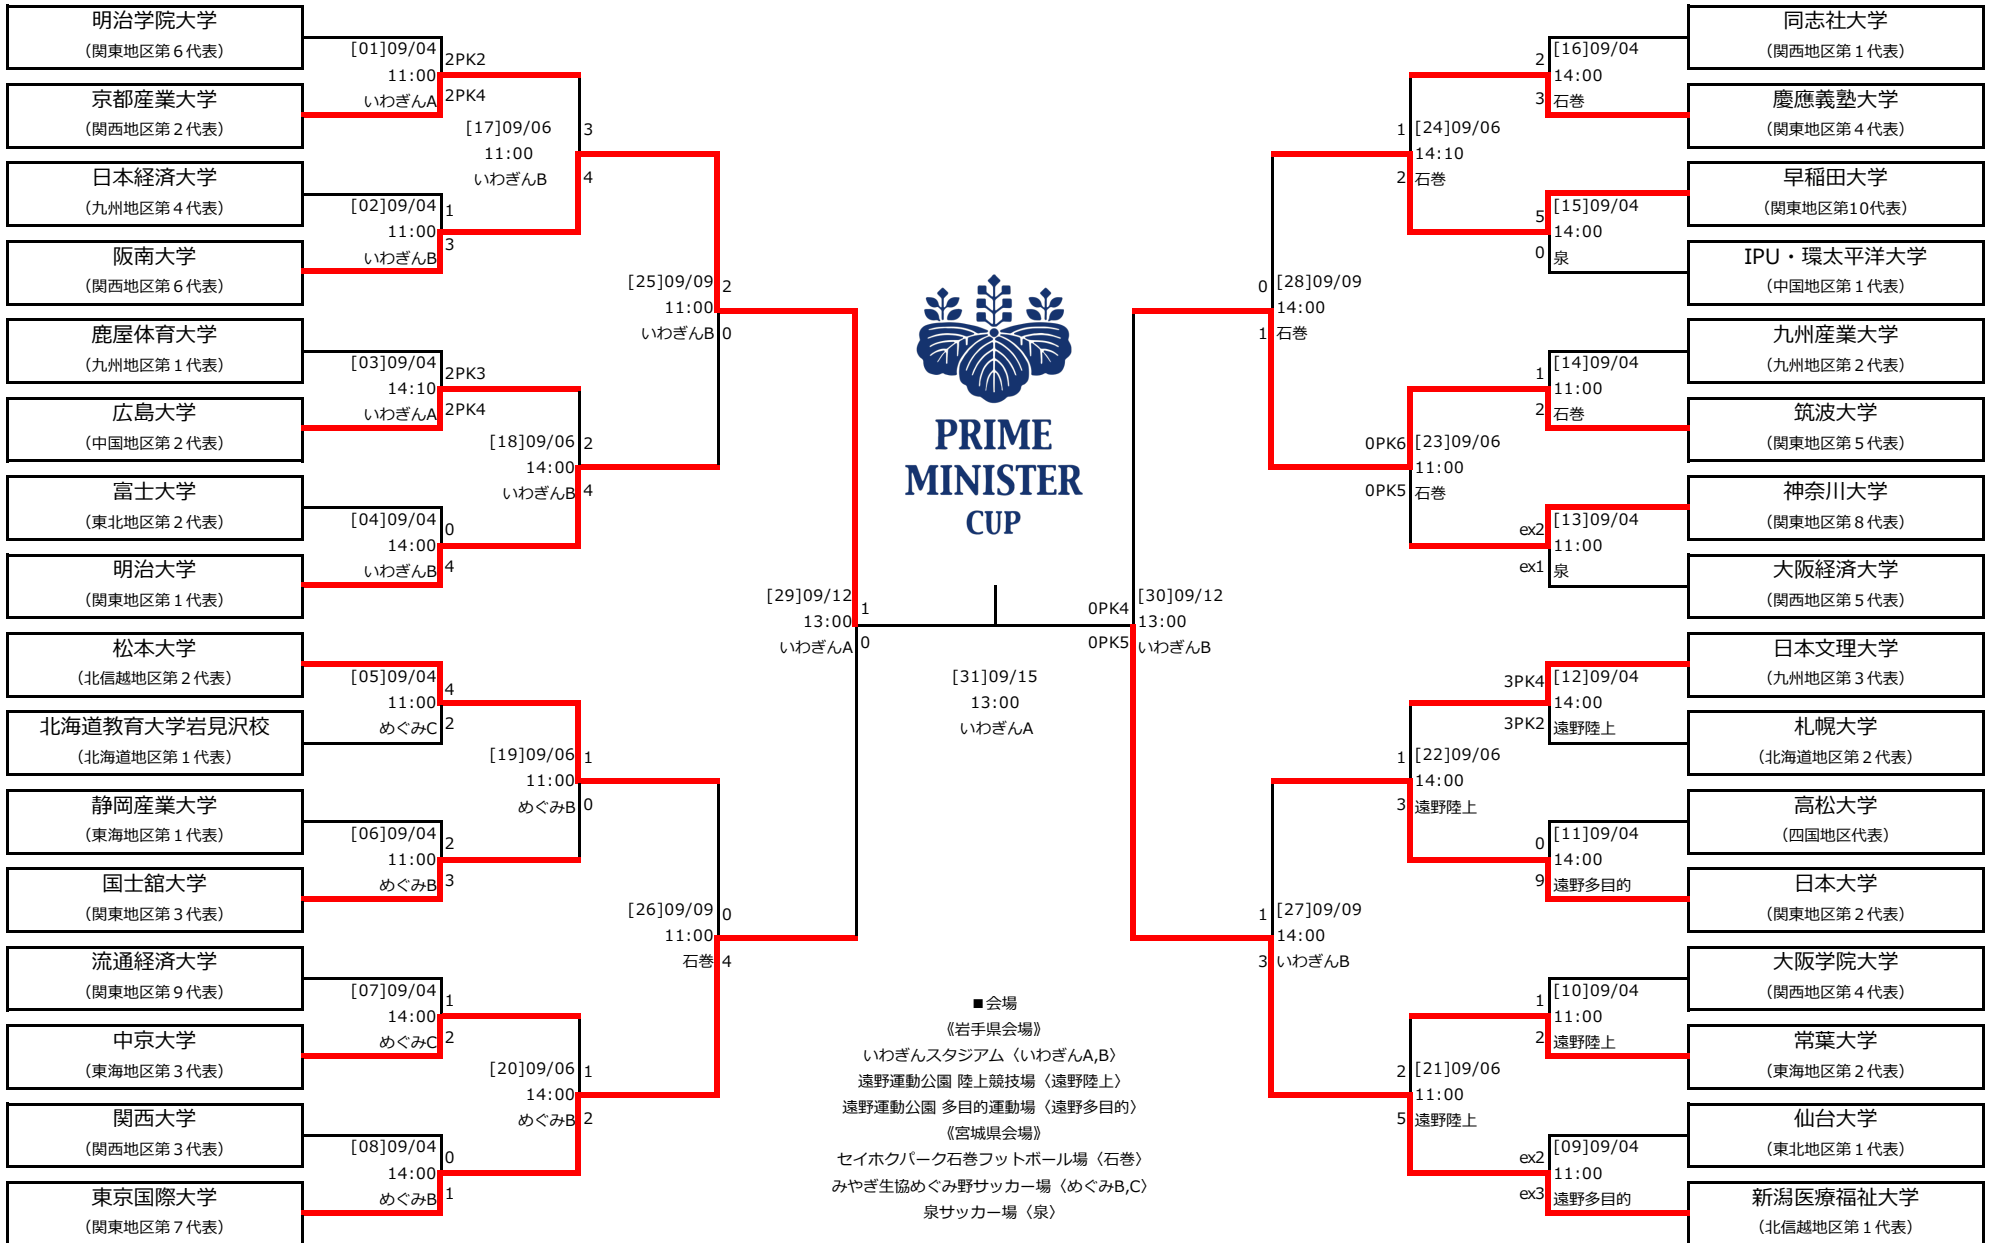 明治学院大学
（関東地区第６代表）
京都産業大学
（関西地区第２代表）
[01]09/04
11:00
いわぎんA
2PK2
2PK4
日本経済大学
（九州地区第４代表）
阪南大学
（関西地区第６代表）
[02]09/04
11:00
いわぎんB
1
3
[17]09/06
11:00
いわぎんB
3
4
鹿屋体育大学
（九州地区第１代表）
広島大学
（中国地区第２代表）
[03]09/04
14:10
いわぎんA
2PK3
2PK4
富士大学
（東北地区第２代表）
明治大学
（関東地区第１代表）
[04]09/04
14:00
いわぎんB
0
4
[18]09/06
14:00
いわぎんB
2
4
[25]09/09
11:00
いわぎんB
2
0
松本大学
（北信越地区第２代表）
北海道教育大学岩見沢校
（北海道地区第１代表）
[05]09/04
11:00
めぐみC
4
2
静岡産業大学
（東海地区第１代表）
国士舘大学
（関東地区第３代表）
[06]09/04
11:00
めぐみB
2
3
[19]09/06
11:00
めぐみB
1
0
流通経済大学
（関東地区第９代表）
中京大学
（東海地区第３代表）
[07]09/04
14:00
めぐみC
1
2
関西大学
（関西地区第３代表）
東京国際大学
（関東地区第７代表）
[08]09/04
14:00
めぐみB
0
1
[20]09/06
14:00
めぐみB
1
2
[26]09/09
11:00
石巻
0
4
[29]09/12
13:00
いわぎんA
1
0
PRIME
MINISTER
CUP
[31]09/15
13:00
いわぎんA
■会場
《岩手県会場》
いわぎんスタジアム〈いわぎんA,B〉
遠野運動公園 陸上競技場〈遠野陸上〉
遠野運動公園 多目的運動場〈遠野多目的〉
《宮城県会場》
セイホクパーク石巻フットボール場〈石巻〉
みやぎ生協めぐみ野サッカー場〈めぐみB,C〉
泉サッカー場〈泉〉
0PK4
0PK5
[30]09/12
13:00
いわぎんB
0
1
[28]09/09
14:00
石巻
1
2
[24]09/06
14:10
石巻
2
3
[16]09/04
14:00
石巻
同志社大学
（関西地区第１代表）
慶應義塾大学
（関東地区第４代表）
5
0
[15]09/04
14:00
泉
早稲田大学
（関東地区第10代表）
IPU・環太平洋大学
（中国地区第１代表）
0PK6
0PK5
[23]09/06
11:00
石巻
1
2
[14]09/04
11:00
石巻
九州産業大学
（九州地区第２代表）
筑波大学
（関東地区第５代表）
ex2
ex1
[13]09/04
11:00
泉
神奈川大学
（関東地区第８代表）
大阪経済大学
（関西地区第５代表）
1
3
[27]09/09
14:00
いわぎんB
1
3
[22]09/06
14:00
遠野陸上
3PK4
3PK2
[12]09/04
14:00
遠野陸上
日本文理大学
（九州地区第３代表）
札幌大学
（北海道地区第２代表）
0
9
[11]09/04
14:00
遠野多目的
高松大学
（四国地区代表）
日本大学
（関東地区第２代表）
2
5
[21]09/06
11:00
遠野陸上
1
2
[10]09/04
11:00
遠野陸上
大阪学院大学
（関西地区第４代表）
常葉大学
（東海地区第２代表）
ex2
ex3
[09]09/04
11:00
遠野多目的
仙台大学
（東北地区第１代表）
新潟医療福祉大学
（北信越地区第１代表）